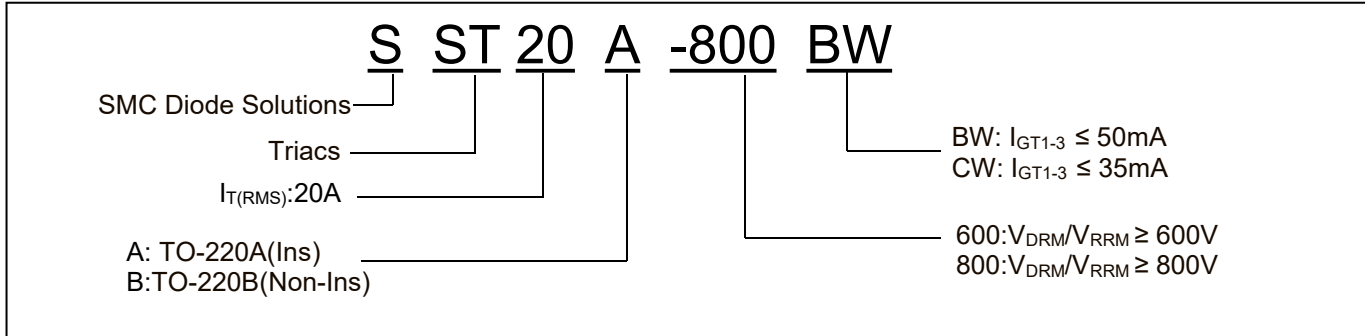 S ST 20 A -800 BW
SMC Diode Solutions
Triacs
IT(RMS):20A
A: TO-220A(Ins)
B:TO-220B(Non-Ins)
BW: IGT1-3 ≤ 50mA
CW: IGT1-3 ≤ 35mA
600:VDRM/VRRM ≥ 600V
800:VDRM/VRRM ≥ 800V